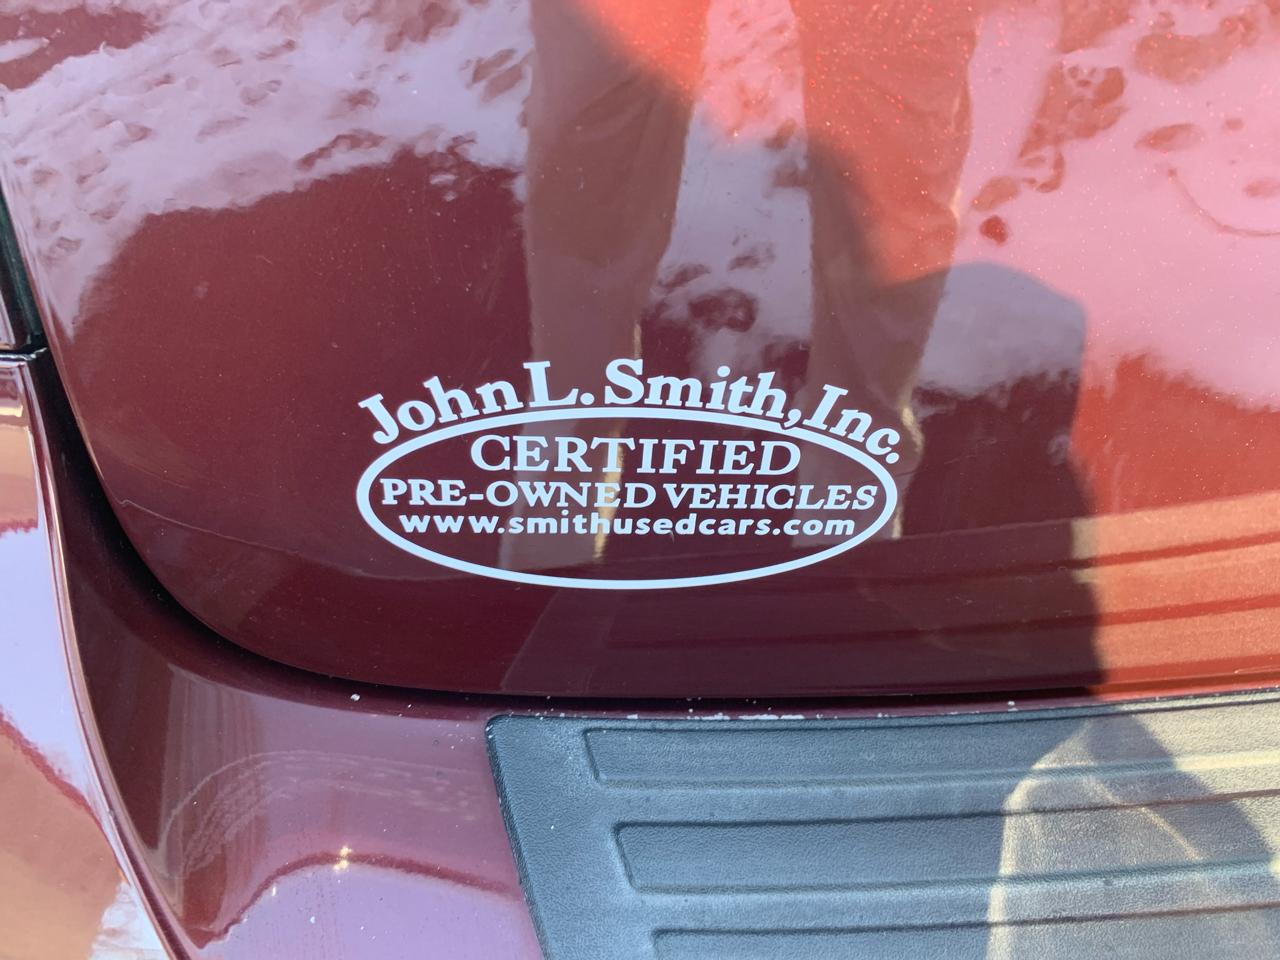 John L. Smith, Inc.
CERTIFIED
PRE-OWNED VEHICLES
www.smithusedcars.com